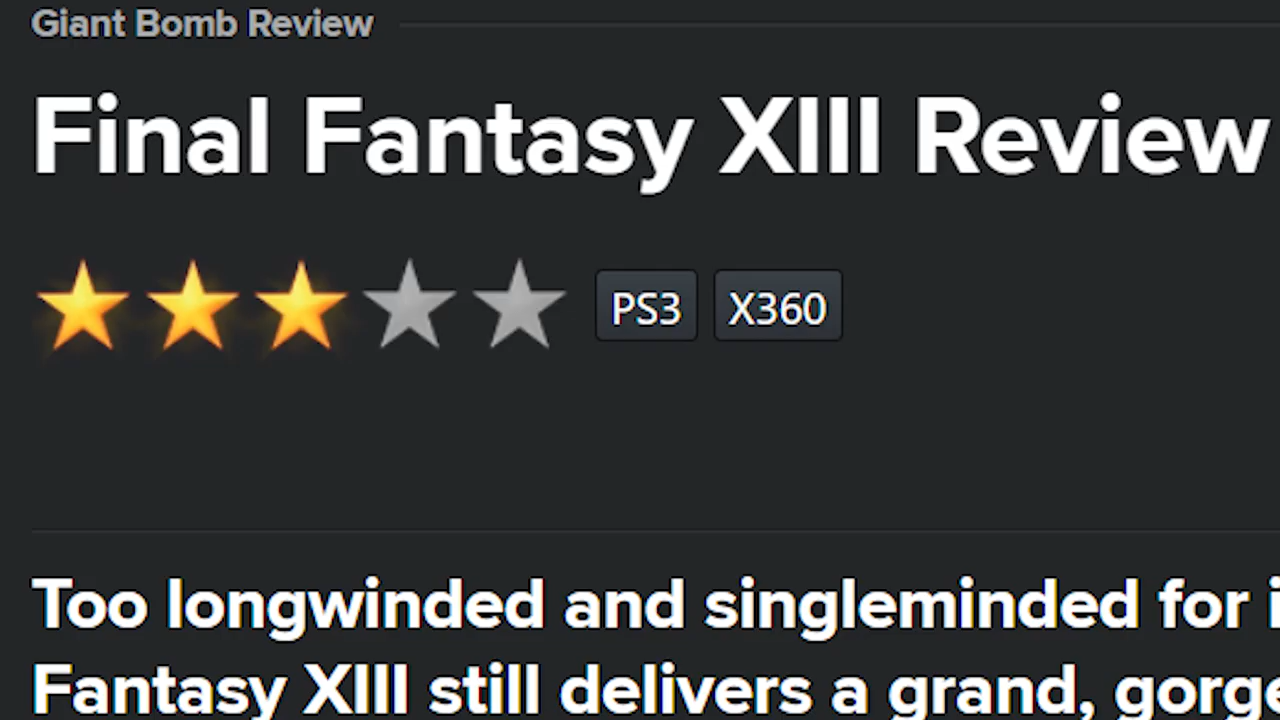 Giant Bomb Review
Final Fantasy XIII Review
PS3 X360
Too longwinded and singleminded for
Fantasy XIII still delivers a grand,